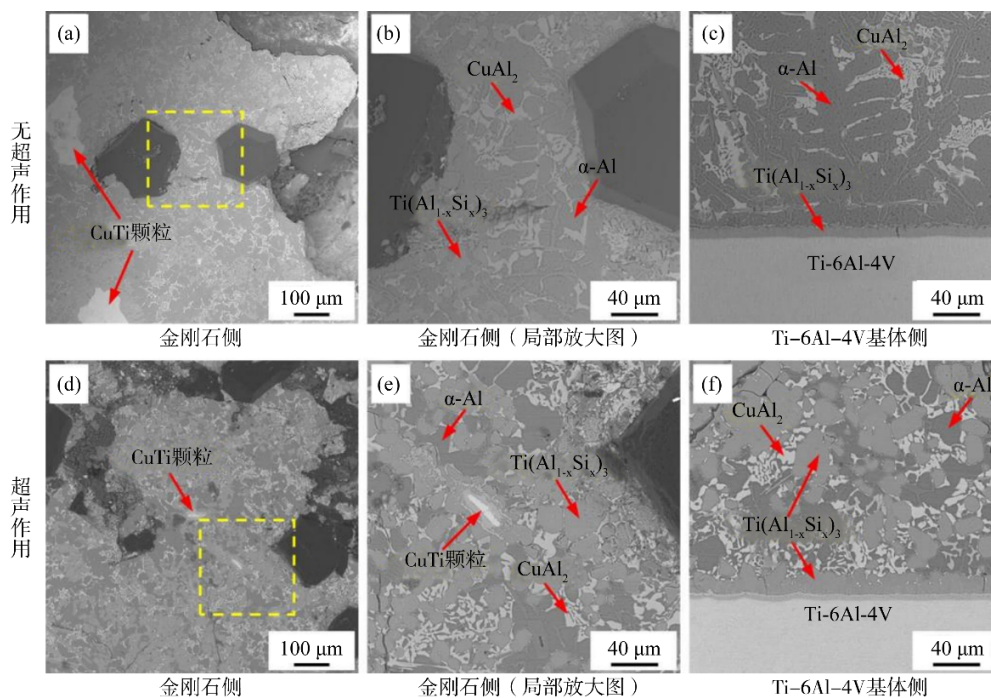 无超声作用
(a)
CuTi颗粒
100 μm
金刚石侧
(b)
CuAl₂
α-Al
Ti(Al₁₋ₓSiₓ)₃
40 μm
金刚石侧（局部放大图）
(c)
CuAl₂
α-Al
Ti(Al₁₋ₓSiₓ)₃
Ti-6Al-4V
40 μm
Ti-6Al-4V基体侧
超声作用
(d)
CuTi颗粒
100 μm
金刚石侧
(e)
α-Al
Ti(Al₁₋ₓSiₓ)₃
CuTi颗粒
CuAl₂
40 μm
金刚石侧（局部放大图）
(f)
α-Al
CuAl₂
Ti(Al₁₋ₓSiₓ)₃
Ti-6Al-4V
40 μm
Ti-6Al-4V基体侧